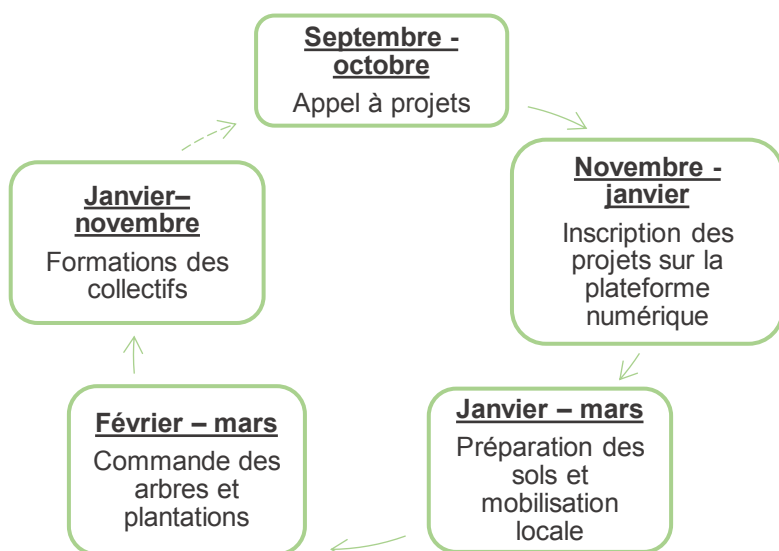 Septembre -
octobre
Appel à projets
Novembre -
janvier
Inscription des
projets sur la
plateforme
numérique
Janvier – mars
Préparation des
sols et
mobilisation
locale
Février – mars
Commande des
arbres et
plantations
Janvier–
novembre
Formations des
collectifs